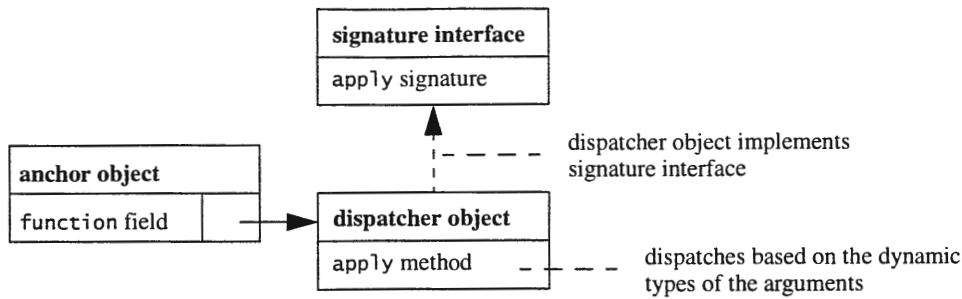 signature interface
apply signature
dispatcher object implements
signature interface
anchor object
function field
dispatcher object
apply method
dispatches based on the dynamic
types of the arguments